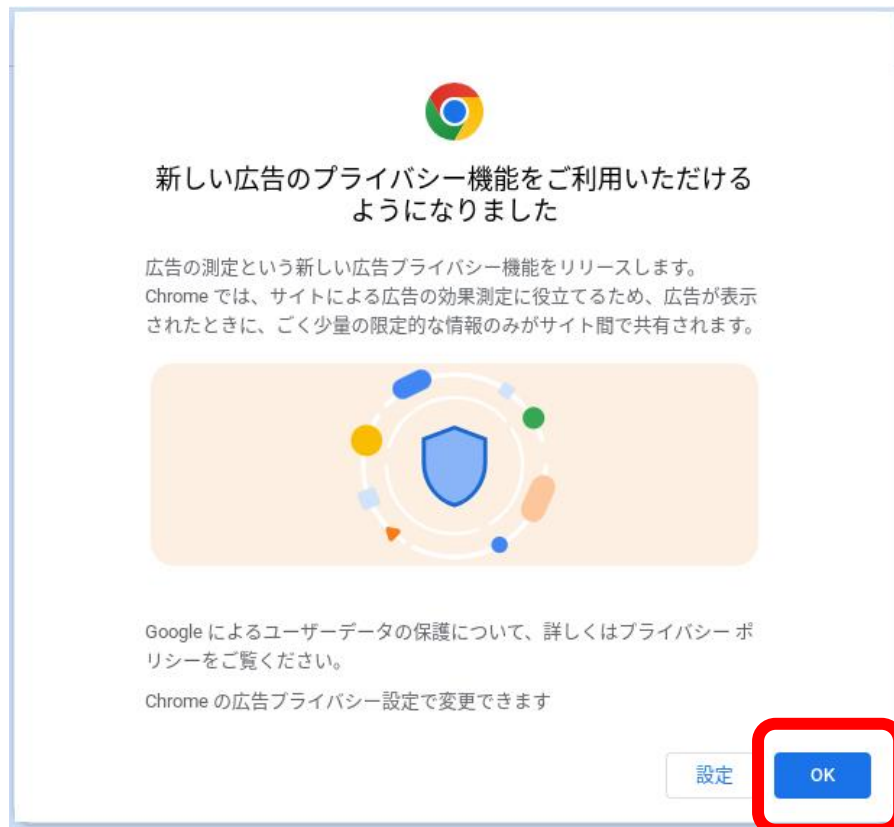 新しい広告のプライバシー機能をご利用いただける
ようになりました
広告の測定という新しい広告プライバシー機能をリリースします。
Chrome では、サイトによる広告の効果測定に役立てるため、広告が表示
されたときに、ごく少量の限定的な情報のみがサイト間で共有されます。
Google によるユーザーデータの保護について、詳しくはプライバシー ポ
リシーをご覧ください。
Chrome の広告プライバシー設定で変更できます
設定
OK